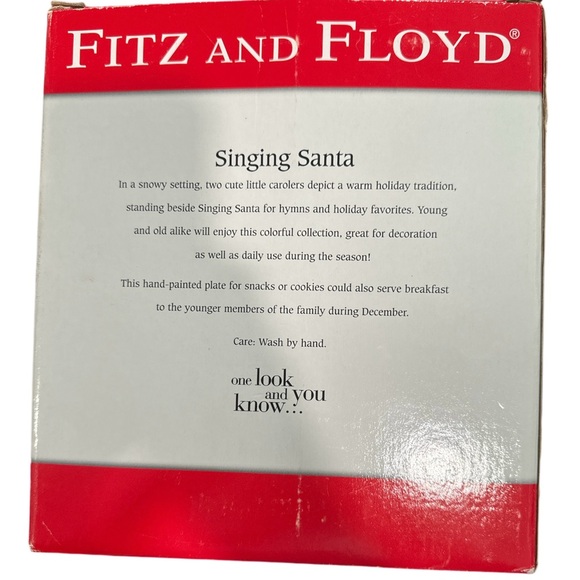 FITZ AND FLOYD®
Singing Santa
In a snowy setting, two cute little carolers depict a warm holiday tradition,
standing beside Singing Santa for hymns and holiday favorites. Young
and old alike will enjoy this colorful collection, great for decoration
as well as daily use during the season!
This hand-painted plate for snacks or cookies could also serve breakfast
to the younger members of the family during December.
Care: Wash by hand.
one look
and you
know...